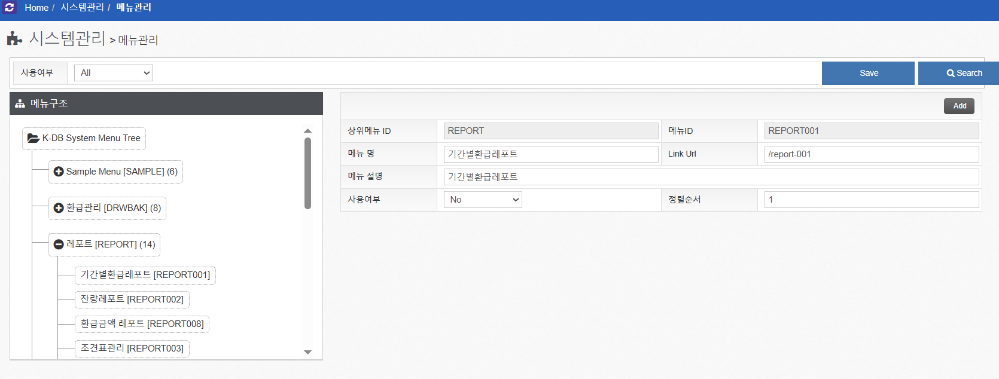 Home / 시스템관리 / 메뉴관리
시스템관리 > 메뉴관리
사용여부 All Save Search
메뉴구조
Add
K-DB System Menu Tree
Sample Menu [SAMPLE] (6)
환급관리 [DRWBAK] (8)
레포트 [REPORT] (14)
기간별환급레포트 [REPORT001]
잔량레포트 [REPORT002]
환급금액 레포트 [REPORT008]
조견표관리 [REPORT003]
상위메뉴 ID REPORT 메뉴ID REPORT001
메뉴 명 기간별환급레포트 Link Url /report-001
메뉴 설명 기간별환급레포트
사용여부 No 정렬순서 1